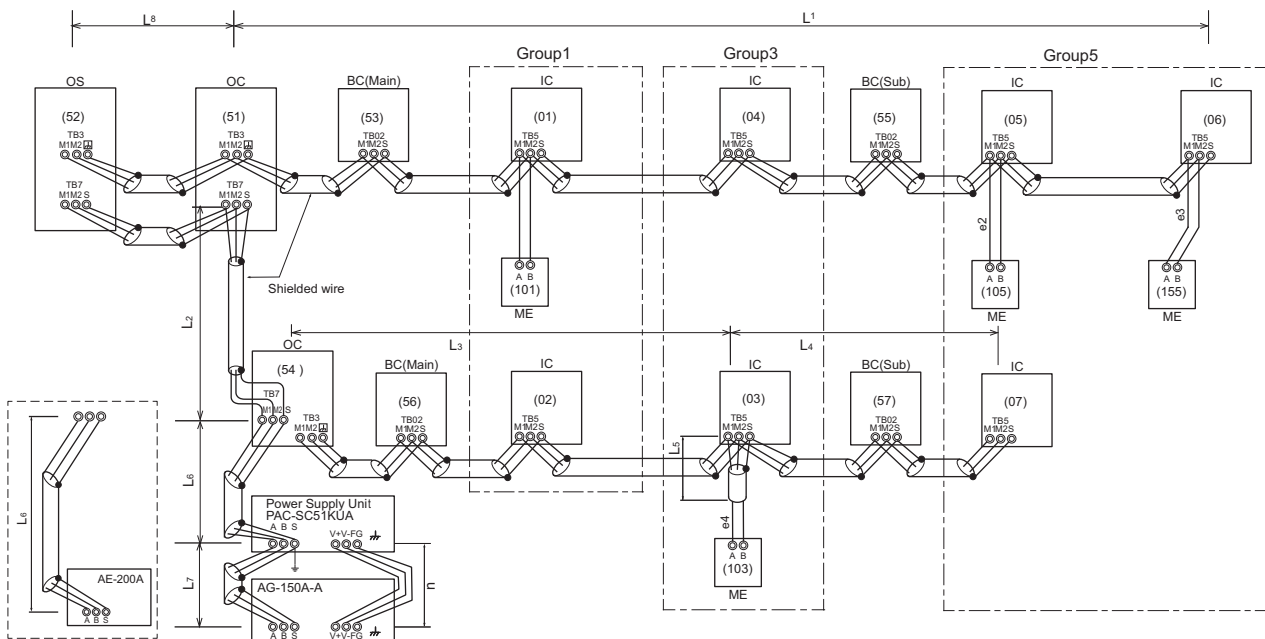 L8 L1
Group1 Group3 Group5
OS OC BC(Main) IC IC BC(Sub) IC IC
(52) (51) (53) (01) (04) (55) (05) (06)
TB3 TB3 TB02 TB5 TB5 TB02 TB5 TB5
M1M2 M1M2 M1M2S M1M2S M1M2S M1M2S M1M2S M1M2S
TB7 TB7
M1M2 S M1M2 S
e2 e3
A B A B A B
(101) (105) (155)
ME ME ME
Shielded wire
L2
L3 L4
OC BC(Main) IC IC BC(Sub) IC
(54 ) (56) (02) (03) (57) (07)
TB7
M1M2 S
TB3
M1M2
TB02 TB5 TB5 TB02 TB5
M1M2S M1M2S M1M2S M1M2S M1M2S
L5
L6 L6
e4
Power Supply Unit
PAC-SC51KUA
A B S V+V-FG
A B
(103)
ME
L7 n
AE-200A
A B S
AG-150A-A
A B S V+V-FG